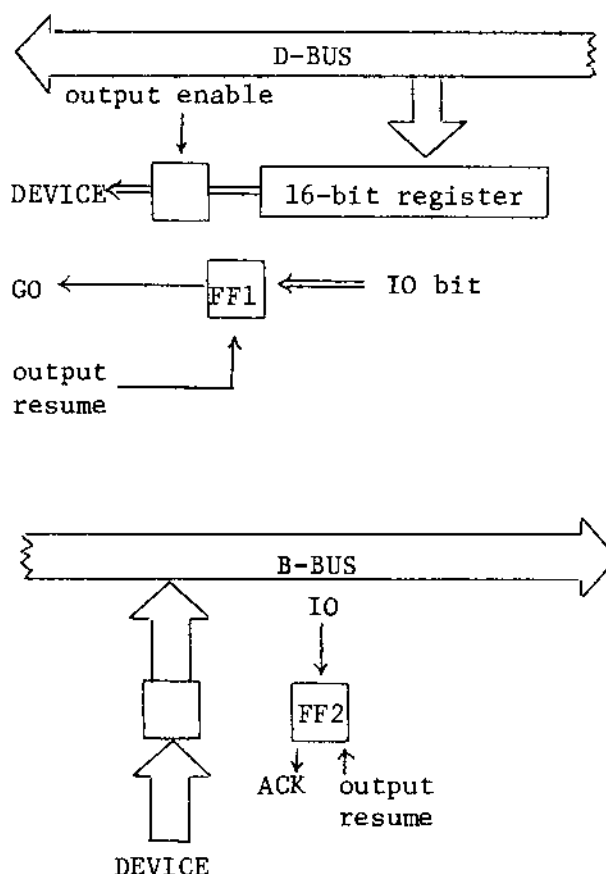 D-BUS
output enable
DEVICE
16-bit register
GO
FF1
IO bit
output
resume
B-BUS
IO
FF2
ACK
output
resume
DEVICE